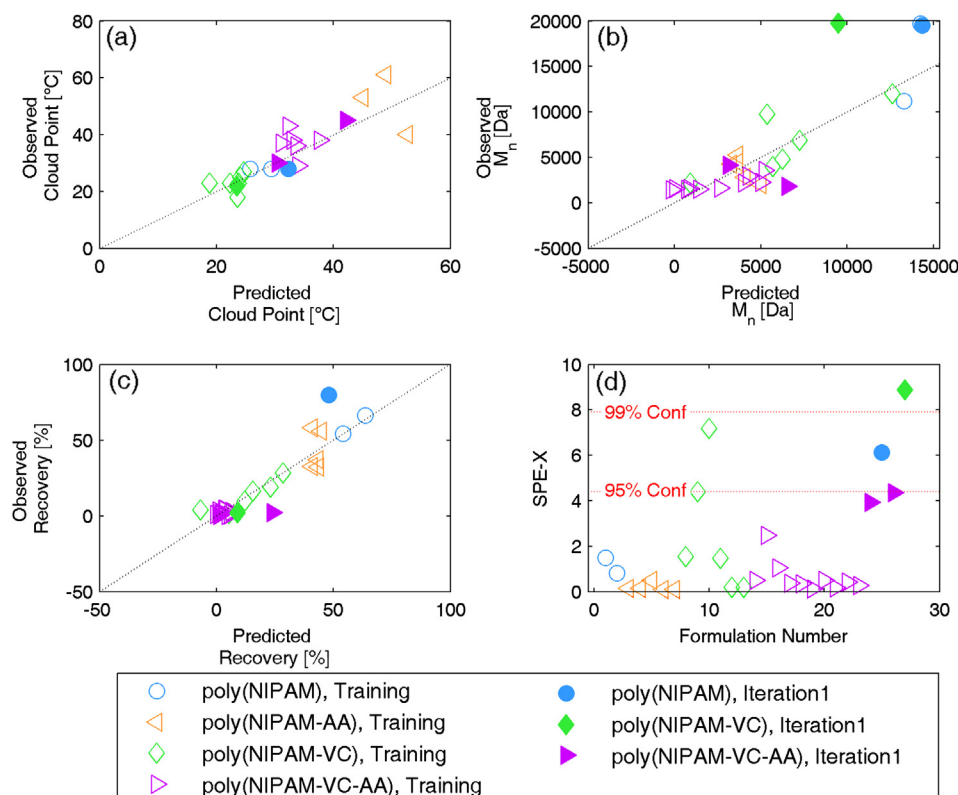 (a)
80
60
40
20
0
0
20
40
60
Observed
Cloud Point [°C]
Predicted
Cloud Point [°C]
(b)
20000
15000
10000
5000
0
-5000
-5000
0
5000
10000
15000
Observed
Mn [Da]
Predicted
Mn [Da]
(c)
100
50
0
-50
-50
0
50
100
Observed
Recovery [%]
Predicted
Recovery [%]
(d)
10
8
6
4
2
0
0
10
20
30
99% Conf
95% Conf
SPE-X
Formulation Number
poly(NIPAM), Training
poly(NIPAM-AA), Training
poly(NIPAM-VC), Training
poly(NIPAM-VC-AA), Training
poly(NIPAM), Iteration1
poly(NIPAM-VC), Iteration1
poly(NIPAM-VC-AA), Iteration1